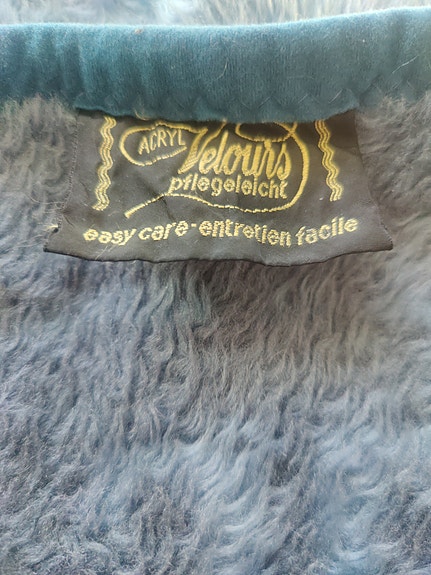 ACRYL
Velours
pflegeleicht
easy care-entretien facile